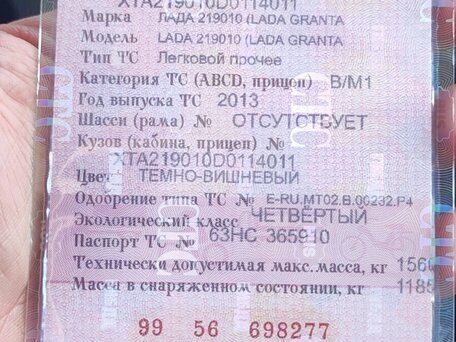 XTA219010D0114011
Марка ЛАДА 219010 (LADA GRANTA
Модель LADA 219010 (LADA GRANTA
Тип ТС Легковой прочее
Категория ТС (ABCD, прицеп) B/M1
Год выпуска ТС 2013
Шасси (рама) № ОТСУТСТВУЕТ
Кузов (кабина, прицеп) №
XTA219010D0114011
Цвет ТЕМНО-ВИШНЕВЫЙ
Одобрение типа ТС № E-RU.MT02.B.00232.P4
Экологический класс ЧЕТВЕРТЫЙ
Паспорт ТС № 63НС 365910
Технически допустимая макс.масса, кг 1560
Масса в снаряженном состоянии, кг 1185
99 56 698277